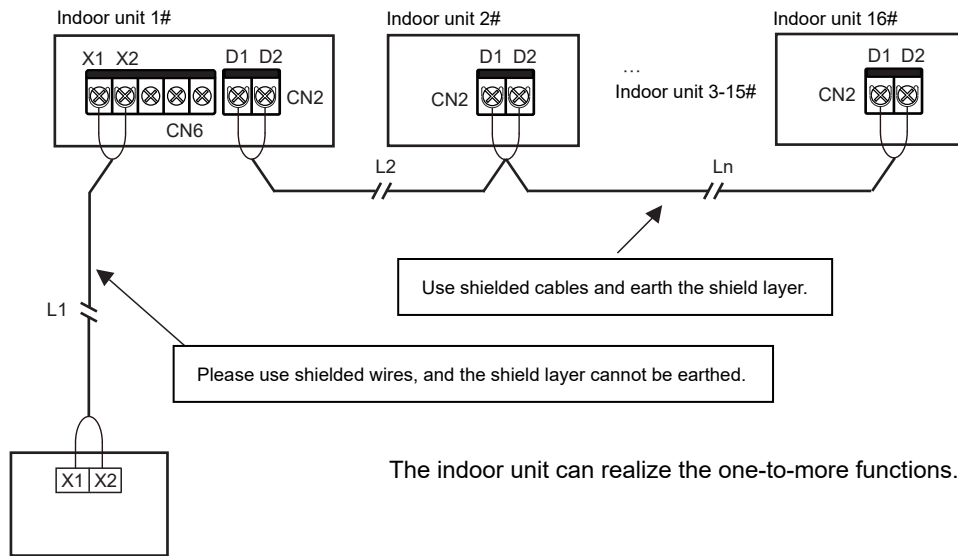 Indoor unit 1#
Indoor unit 2#
Indoor unit 16#
X1 X2
D1 D2
CN2
CN6
D1 D2
CN2
…
Indoor unit 3-15#
D1 D2
CN2
L2
Ln
Use shielded cables and earth the shield layer.
L1
Please use shielded wires, and the shield layer cannot be earthed.
The indoor unit can realize the one-to-more functions.
X1 X2